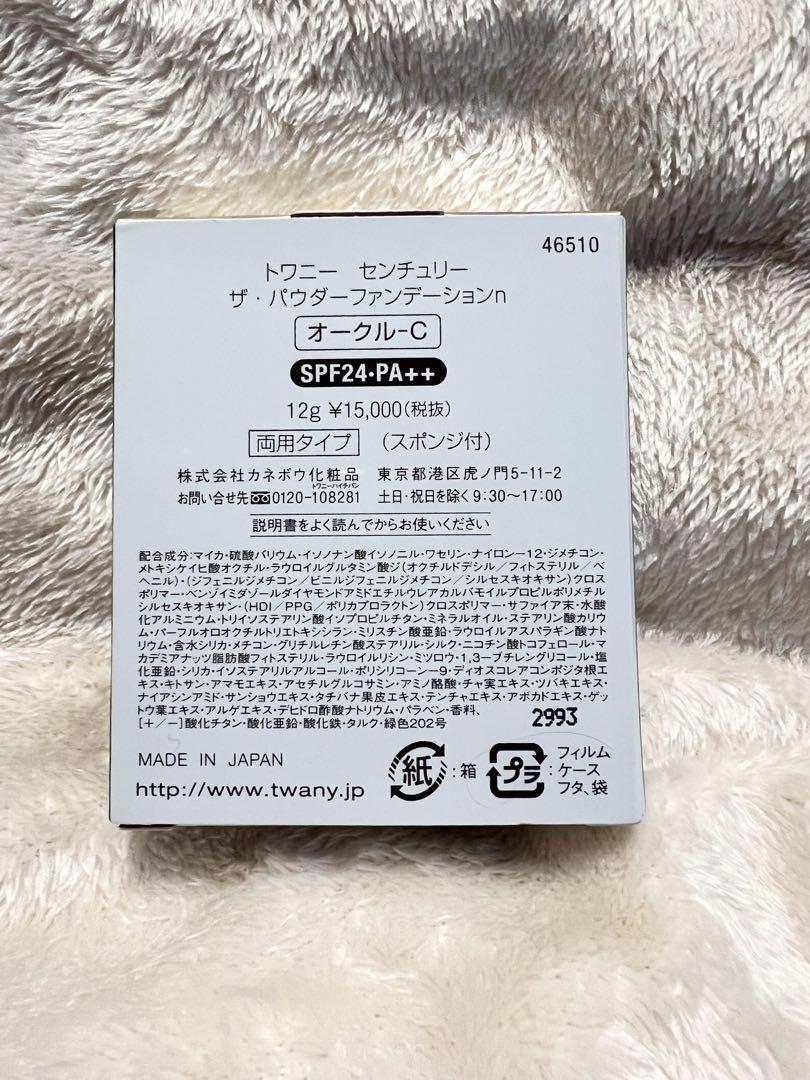 46510
トワニー センチュリー
ザ・パウダーファンデーションn
オークル-C
SPF24・PA++
12g ¥15,000(税抜)
両用タイプ (スポンジ付)
株式会社カネボウ化粧品 東京都港区虎ノ門5-11-2
トワニーハイチバン
お問い合せ先 0120-108281 土日・祝日を除く9:30〜17:00
説明書をよく読んでからお使いください
配合成分:マイカ・硫酸バリウム・イソノナン酸イソノニル・ワセリン・ナイロン-12・ジメチコン・
メトキシケイヒ酸オクチル・ラウロイルグルタミン酸ジ(オクチルドデシル/フィトステリル/ベ
ヘニル)・(ジフェニルジメチコン/ビニルジフェニルジメチコン/シルセスキオキサン)クロス
ポリマー・ベンゾイミダゾールダイヤモンドアミドエチルウレアカルバモイルプロピルポリメチル
シルセスキオキサン・(HDI/PPG/ポリカプロラクトン)クロスポリマー・サファイア末・水酸
化アルミニウム・トリイソステアリン酸イソプロピルチタン・ミネラルオイル・ステアリン酸カリウ
ム・パーフルオロオクチルトリエトキシシラン・ミリスチン酸亜鉛・ラウロイルアスパラギン酸ナト
リウム・含水シリカ・メチコン・グリチルレチン酸ステアリル・シルク・ニコチン酸トコフェロール・マ
カデミアナッツ脂肪酸フィトステリル・ラウロイルリシン・ミツロウ・1,3-ブチレングリコール・塩
化亜鉛・シリカ・イソステアリルアルコール・ポリシリコーン-9・ディオスコレアコンポジタ根エ
キス・キトサン・アマモエキス・アセチルグルコサミン・アミノ酪酸・チャ実エキス・ツバキエキス・
ナイアシンアミド・サンショウエキス・タチバナ果皮エキス・テンチャエキス・アボカドエキス・ゲッ
トウ葉エキス・アルゲエキス・デヒドロ酢酸ナトリウム・パラベン・香料、
[+/-]酸化チタン・酸化亜鉛・酸化鉄・タルク・緑色202号
2993
MADE IN JAPAN
http://www.twany.jp
紙 :箱
プラ :フィルム
ケース
フタ、袋